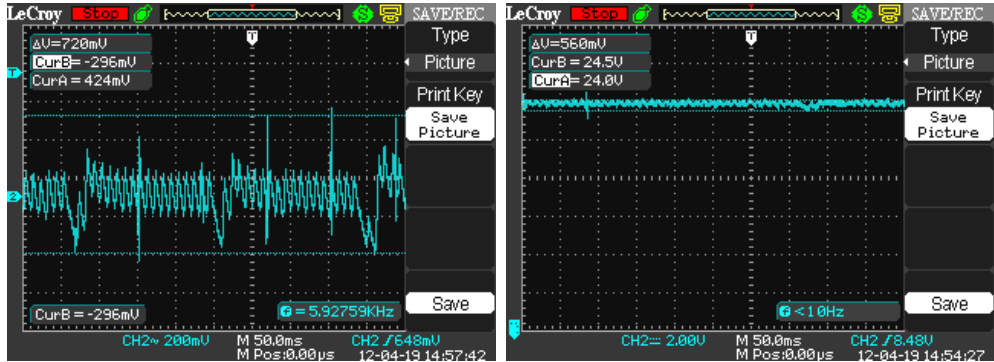 LeCroy Stop SAVE/REC
ΔV=720mV
CurB=-296mV
CurA=424mV
T
T
2
Type
Picture
Print Key
Save
Picture
CurB=-296mV
=5.92759KHz
Save
CH2~ 200mV M 50.0ms CH2 /648mV
M Pos:0.00µs 12-04-19 14:57:42
LeCroy Stop SAVE/REC
ΔV=560mV
CurB=24.5V
CurA=24.0V
T
Type
Picture
Print Key
Save
Picture
<10Hz
Save
CH2 2.00V M 50.0ms CH2 /8.48V
M Pos:0.00µs 12-04-19 14:54:27